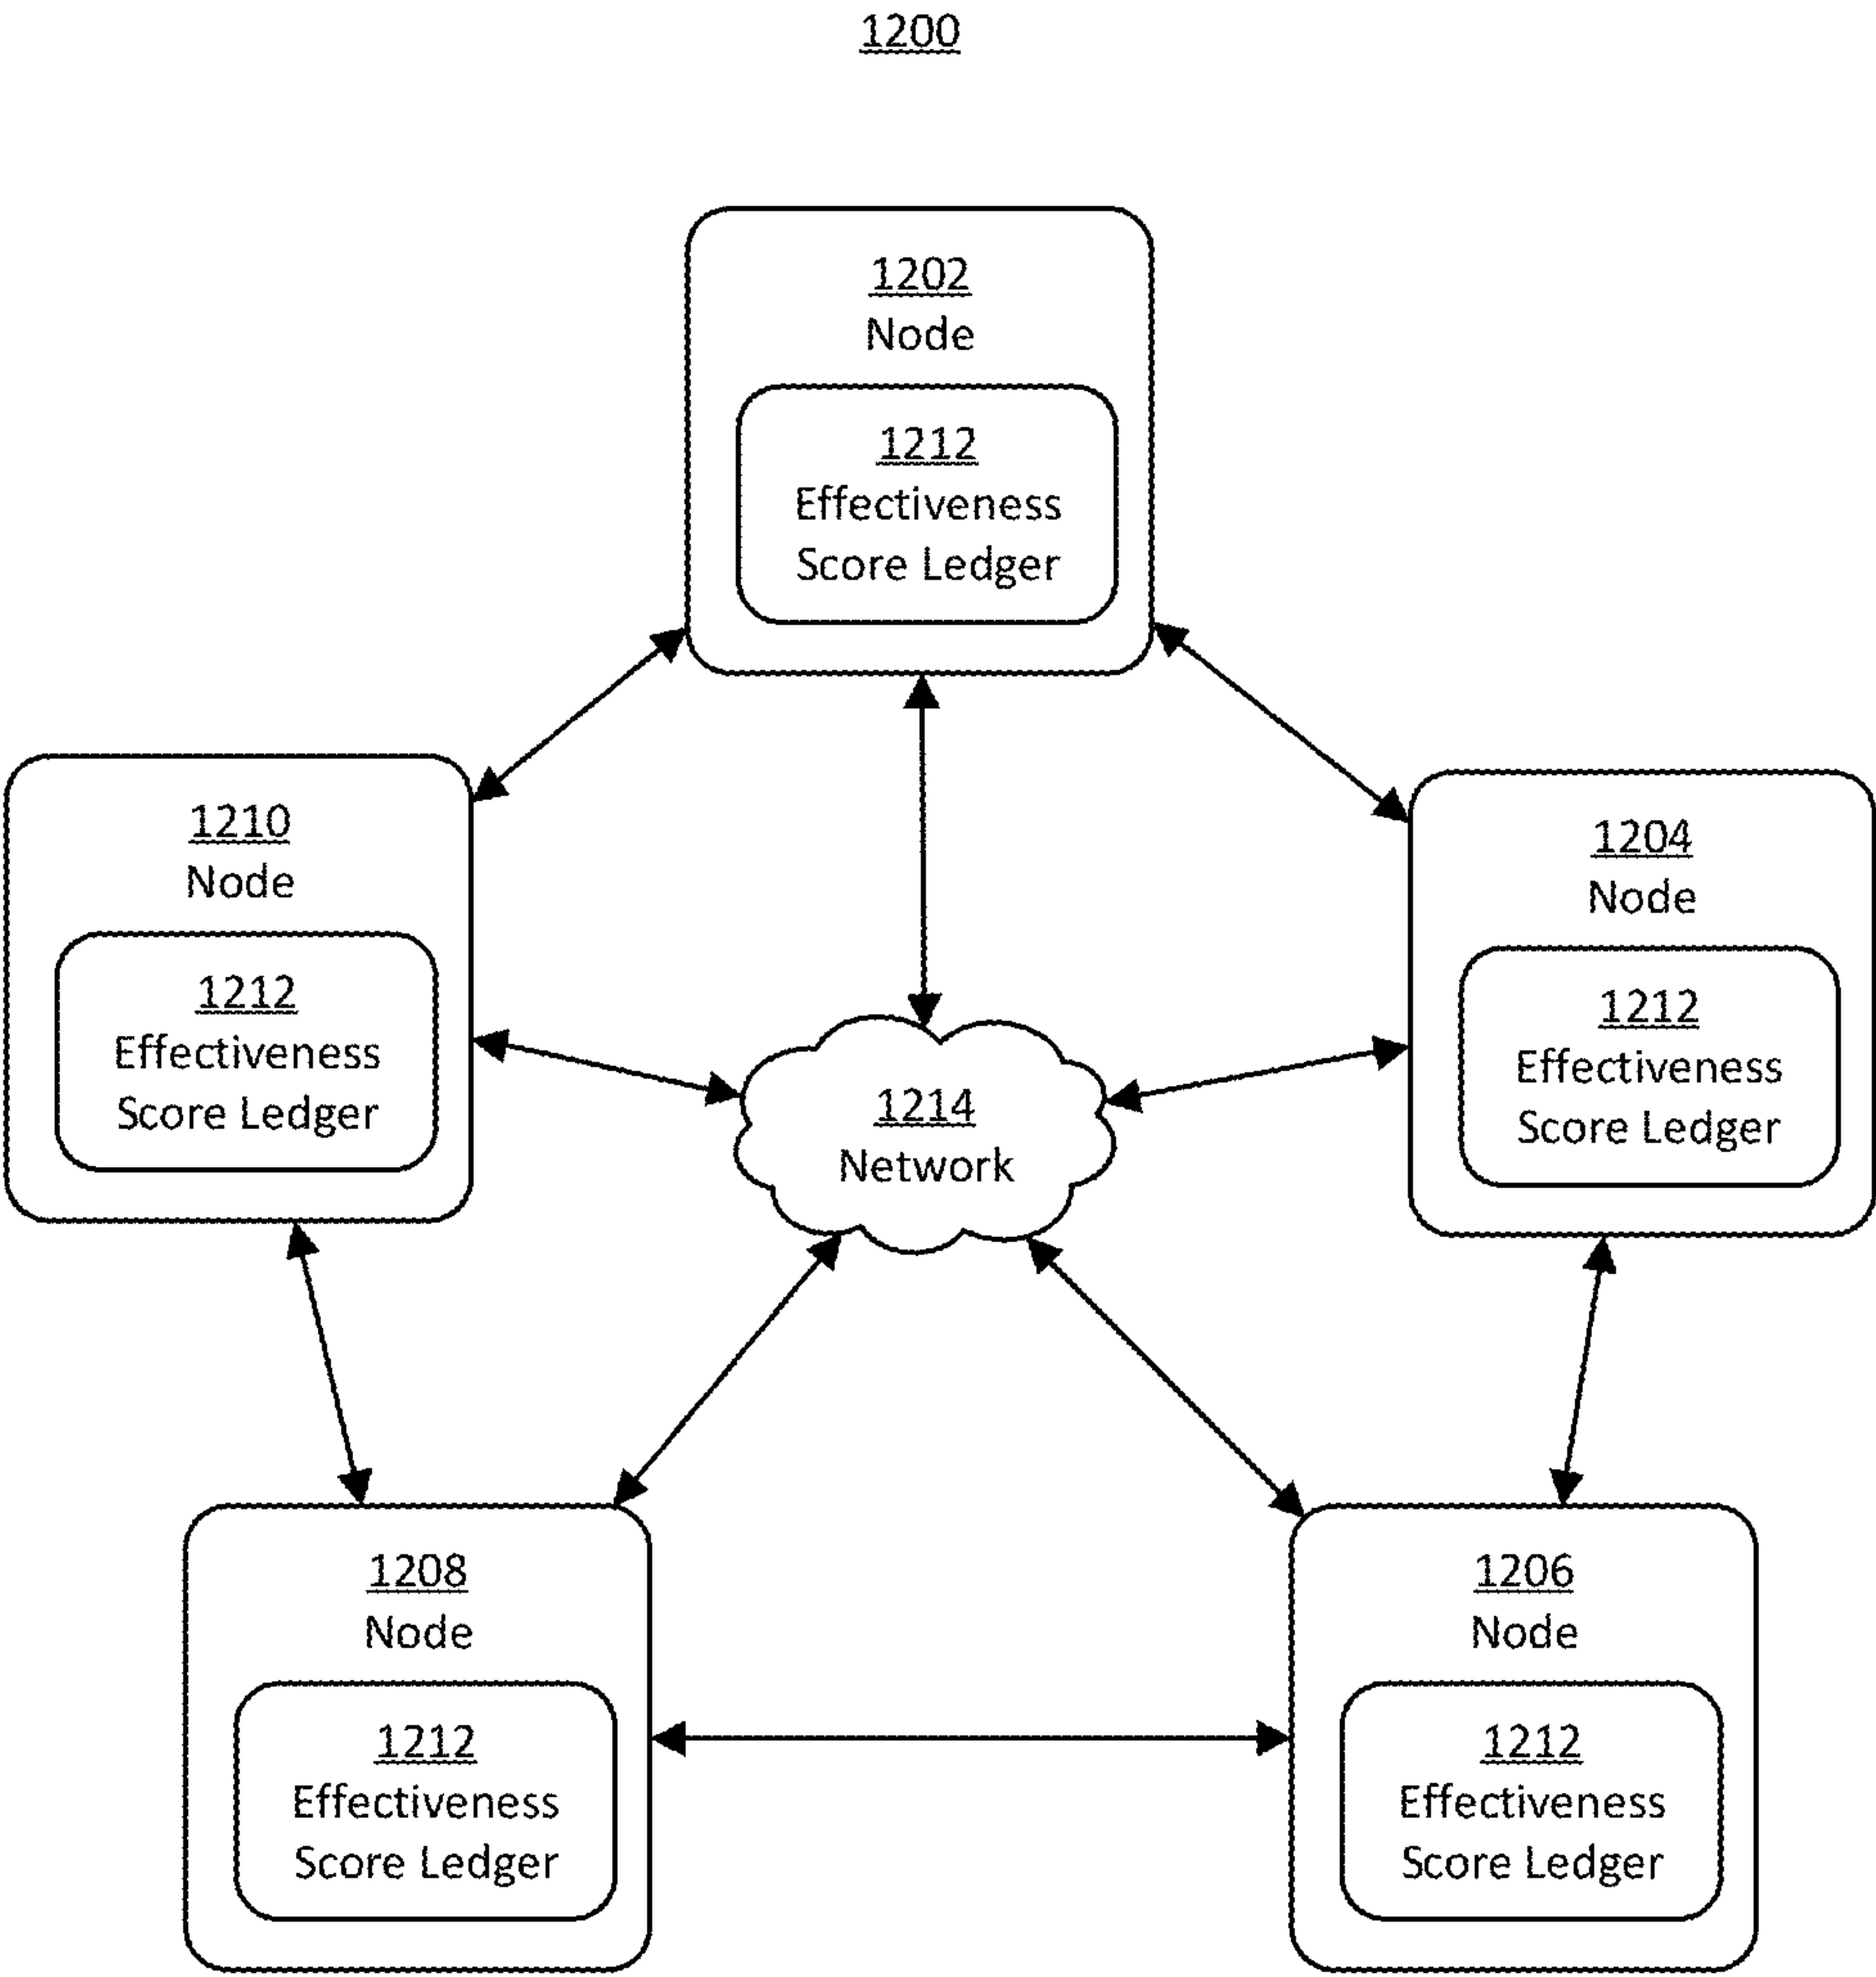 1200
1202
Node
1212
Effectiveness
Score Ledger
1210
Node
1212
Effectiveness
Score Ledger
1204
Node
1212
Effectiveness
Score Ledger
1214
Network
1208
Node
1212
Effectiveness
Score Ledger
1206
Node
1212
Effectiveness
Score Ledger